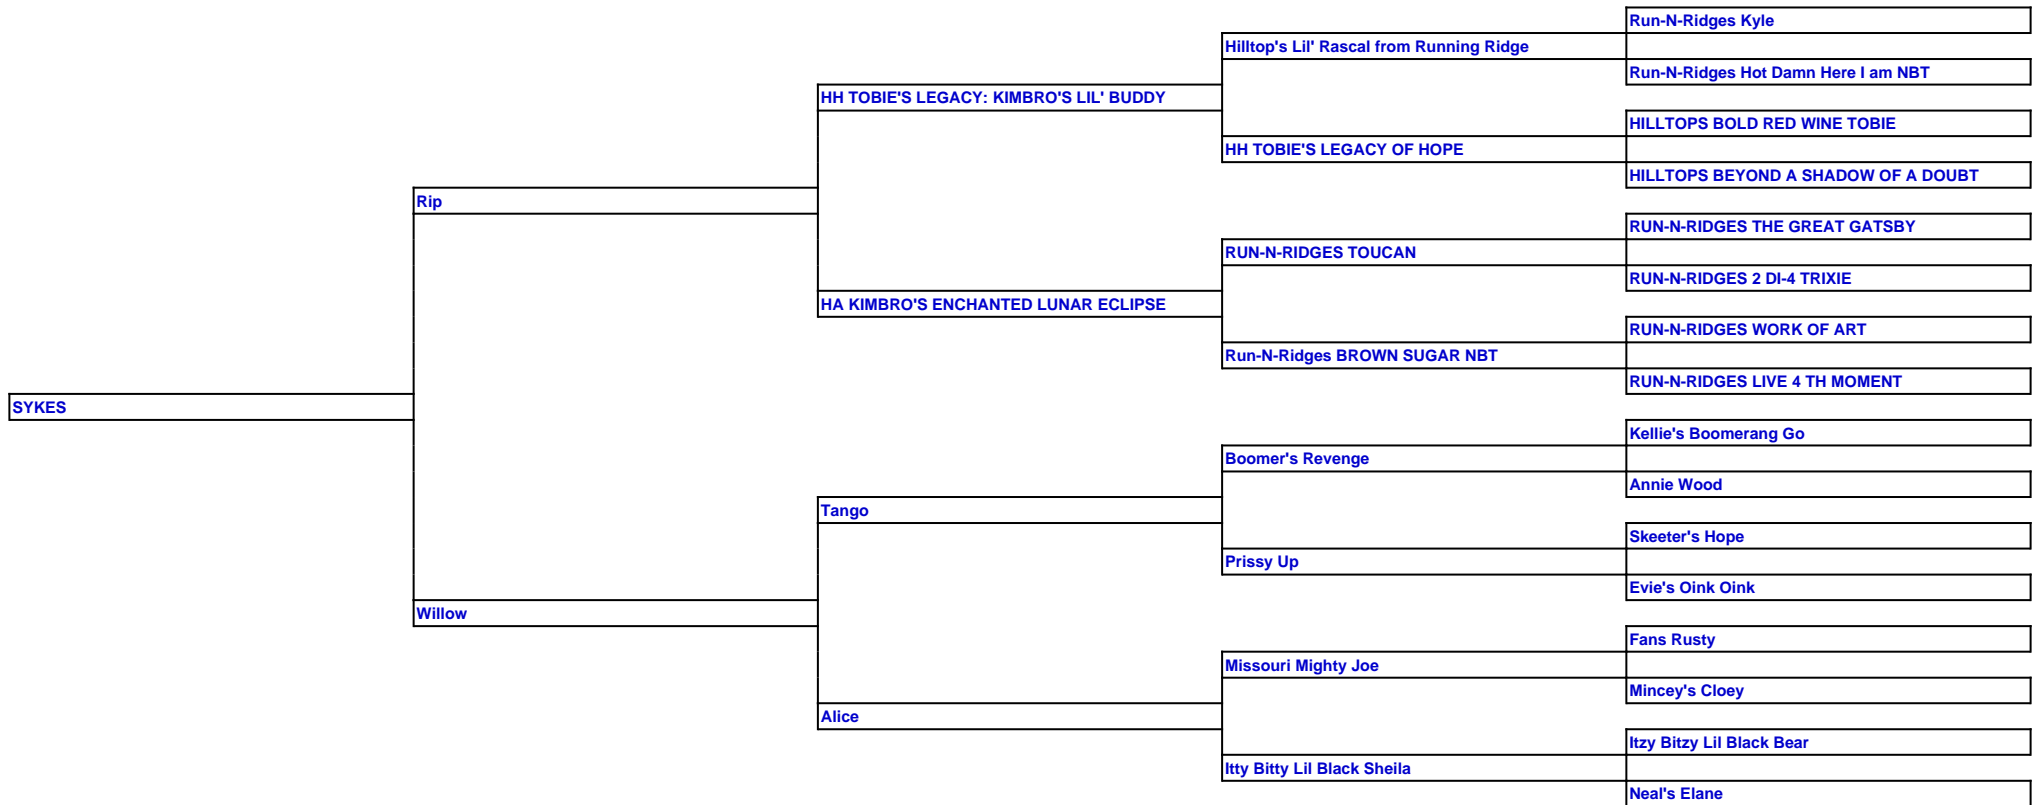 Run-N-Ridges Kyle
Hilltop's Lil' Rascal from Running Ridge
Run-N-Ridges Hot Damn Here I am NBT
HH TOBIE'S LEGACY: KIMBRO'S LIL' BUDDY
HILLTOPS BOLD RED WINE TOBIE
HH TOBIE'S LEGACY OF HOPE
HILLTOPS BEYOND A SHADOW OF A DOUBT
Rip
RUN-N-RIDGES THE GREAT GATSBY
RUN-N-RIDGES TOUCAN
RUN-N-RIDGES 2 DI-4 TRIXIE
HA KIMBRO'S ENCHANTED LUNAR ECLIPSE
RUN-N-RIDGES WORK OF ART
Run-N-Ridges BROWN SUGAR NBT
RUN-N-RIDGES LIVE 4 TH MOMENT
SYKES
Kellie's Boomerang Go
Boomer's Revenge
Annie Wood
Tango
Skeeter's Hope
Prissy Up
Evie's Oink Oink
Willow
Fans Rusty
Missouri Mighty Joe
Mincey's Cloey
Alice
Itzy Bitzy Lil Black Bear
Itty Bitty Lil Black Sheila
Neal's Elane